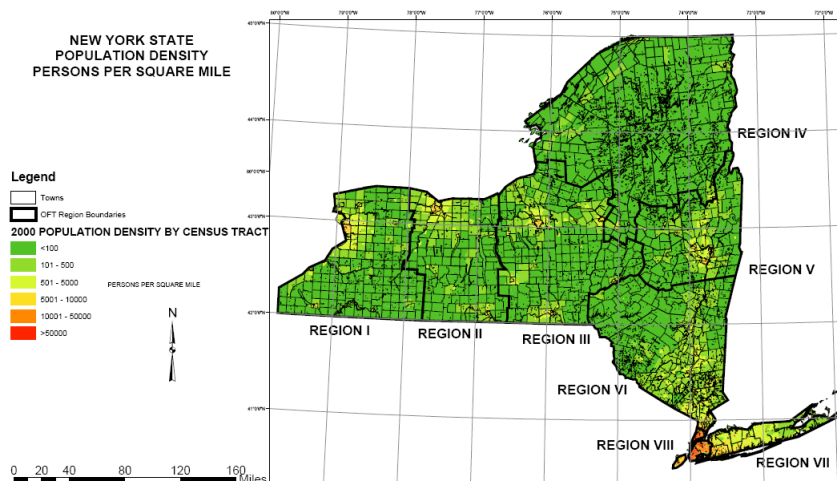 NEW YORK STATE
POPULATION DENSITY
PERSONS PER SQUARE MILE
Legend
Towns
OFT Region Boundaries
2000 POPULATION DENSITY BY CENSUS TRACT
<100
101 - 500
501 - 5000
5001 - 10000
10001 - 50000
>50000
PERSONS PER SQUARE MILE
N
0 20 40 80 120 160
Miles
REGION I
REGION II
REGION III
REGION IV
REGION V
REGION VI
REGION VII
REGION VIII